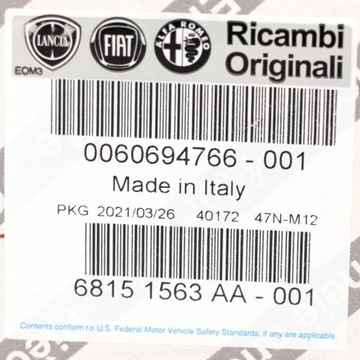 LANCIA FIAT ALFA ROMEO Ricambi
EOM3 Originali
0060694766 - 001
Made in Italy
PKG 2021/03/26 40172 47N-M12
6815 1563 AA - 001
Contents conform to U.S. Federal Motor Vehicle Safety Standards, if any are applicable.